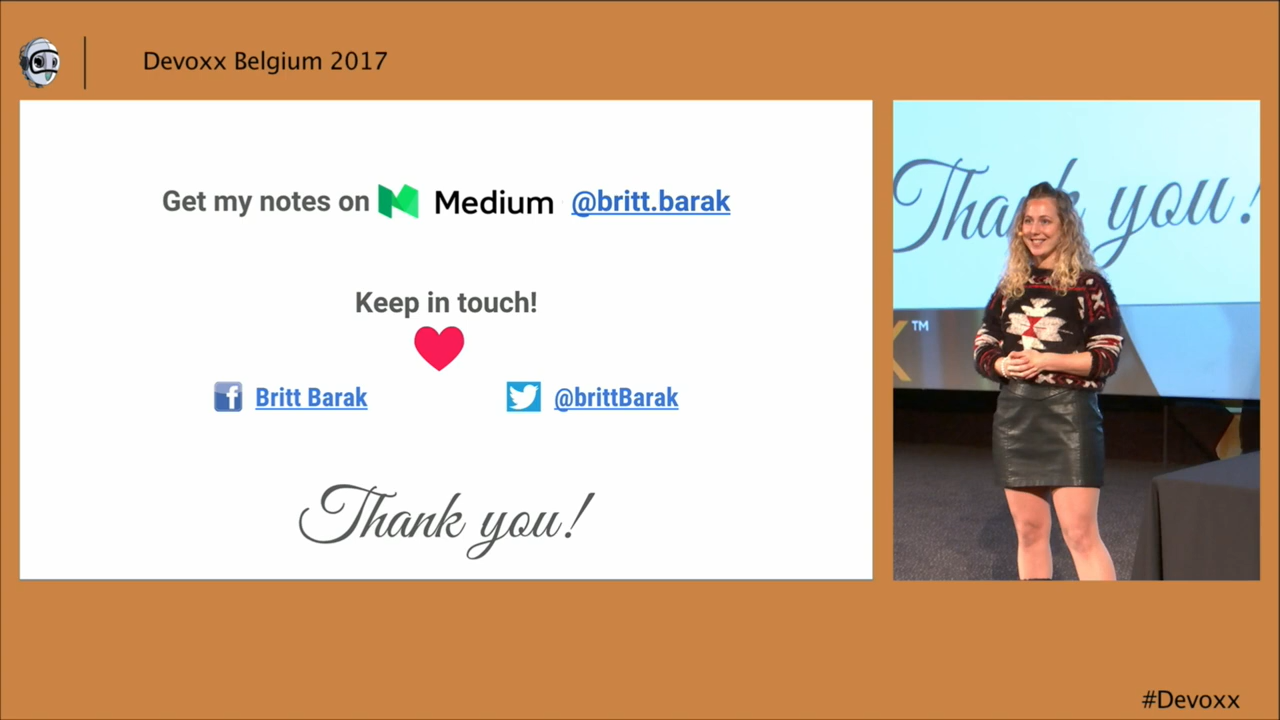 Devoxx Belgium 2017
Get my notes on Medium @britt.barak
Keep in touch!
Britt Barak
@brittBarak
Thank you!
Thank you!
X™
#Devoxx